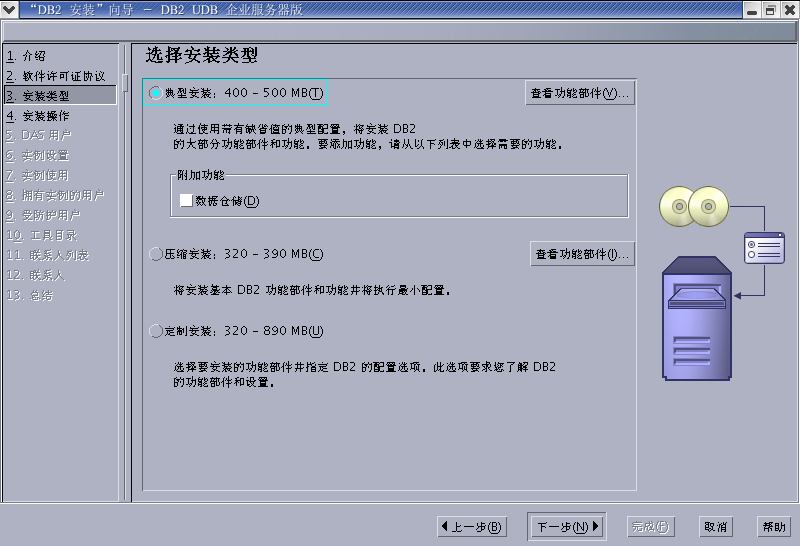 “DB2 安装”向导 － DB2 UDB 企业服务器版
1. 介绍
2. 软件许可证协议
3. 安装类型
4. 安装操作
5. DAS 用户
6. 实例设置
7. 实例使用
8. 拥有实例的用户
9. 受防护用户
10. 工具目录
11. 联系人列表
12. 联系人
13. 总结
选择安装类型
典型安装：400 - 500 MB(T)
查看功能部件(V)...
通过使用带有缺省值的典型配置，将安装 DB2
的大部分功能部件和功能。要添加功能，请从以下列表中选择需要的功能。
附加功能
数据仓储(D)
压缩安装：320 - 390 MB(C)
查看功能部件(I)...
将安装基本 DB2 功能部件和功能并将执行最小配置。
定制安装：320 - 890 MB(U)
选择要安装的功能部件并指定 DB2 的配置选项。此选项要求您了解 DB2
的功能部件和设置。
上一步(B)
下一步(N)
完成(F)
取消
帮助